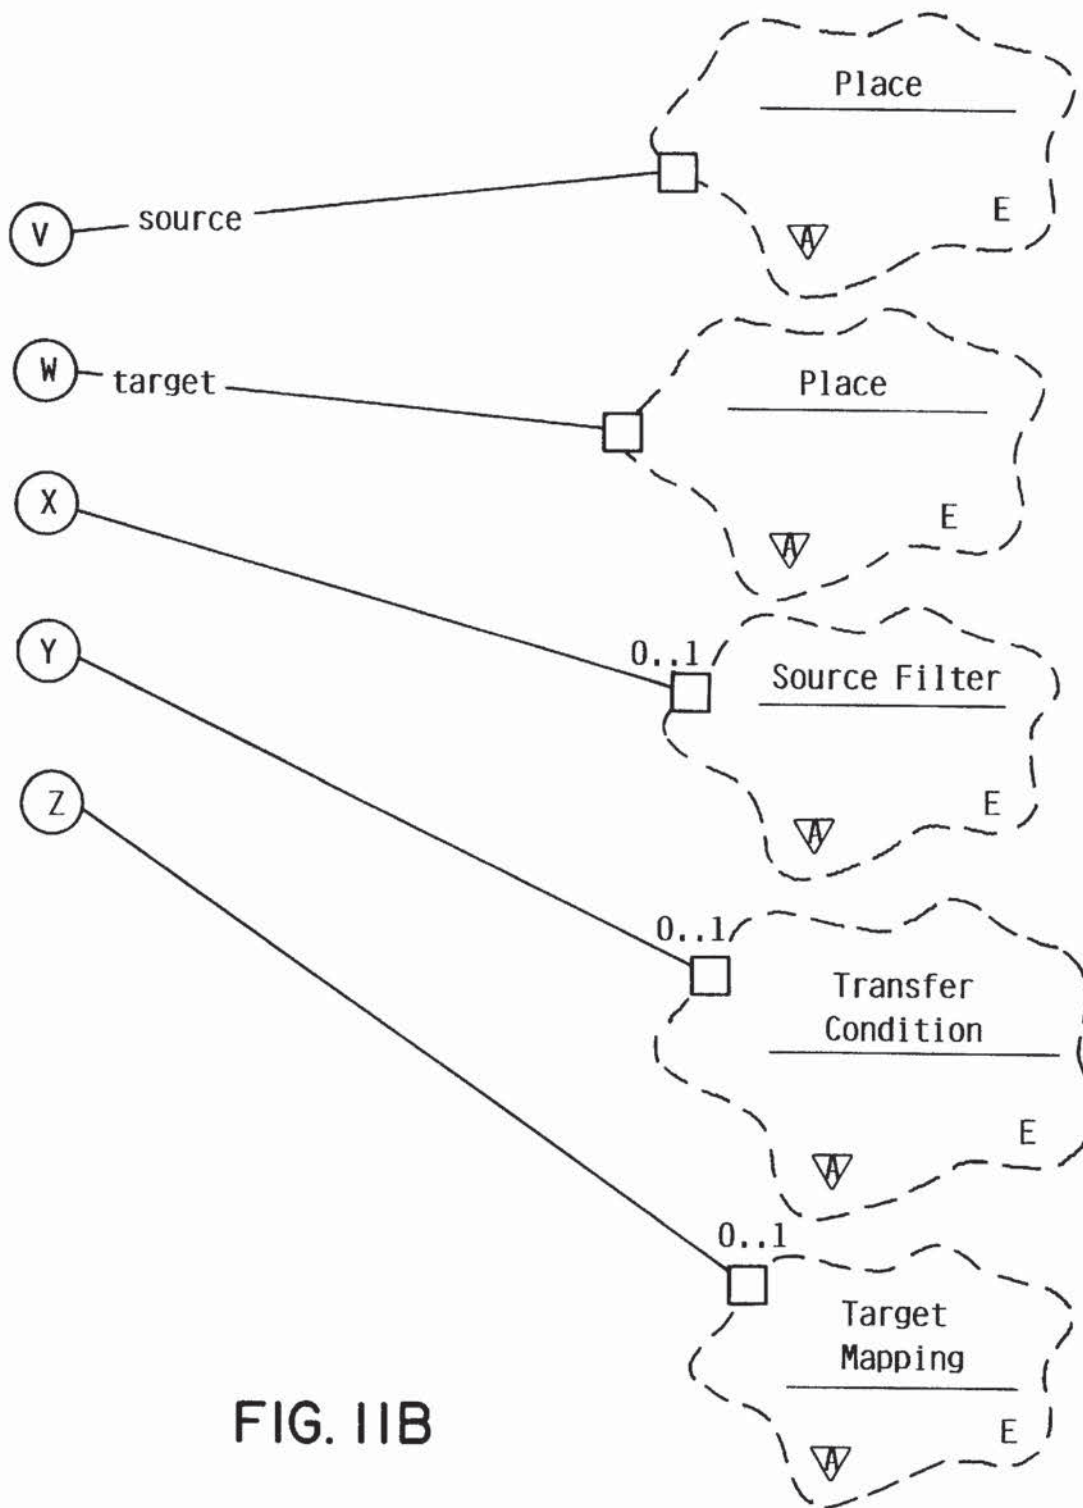 Place
E
A
V
source
W
target
Place
E
A
X
0..1
Source Filter
E
A
Y
0..1
Transfer
Condition
E
A
Z
0..1
Target
Mapping
E
A
FIG. 11B